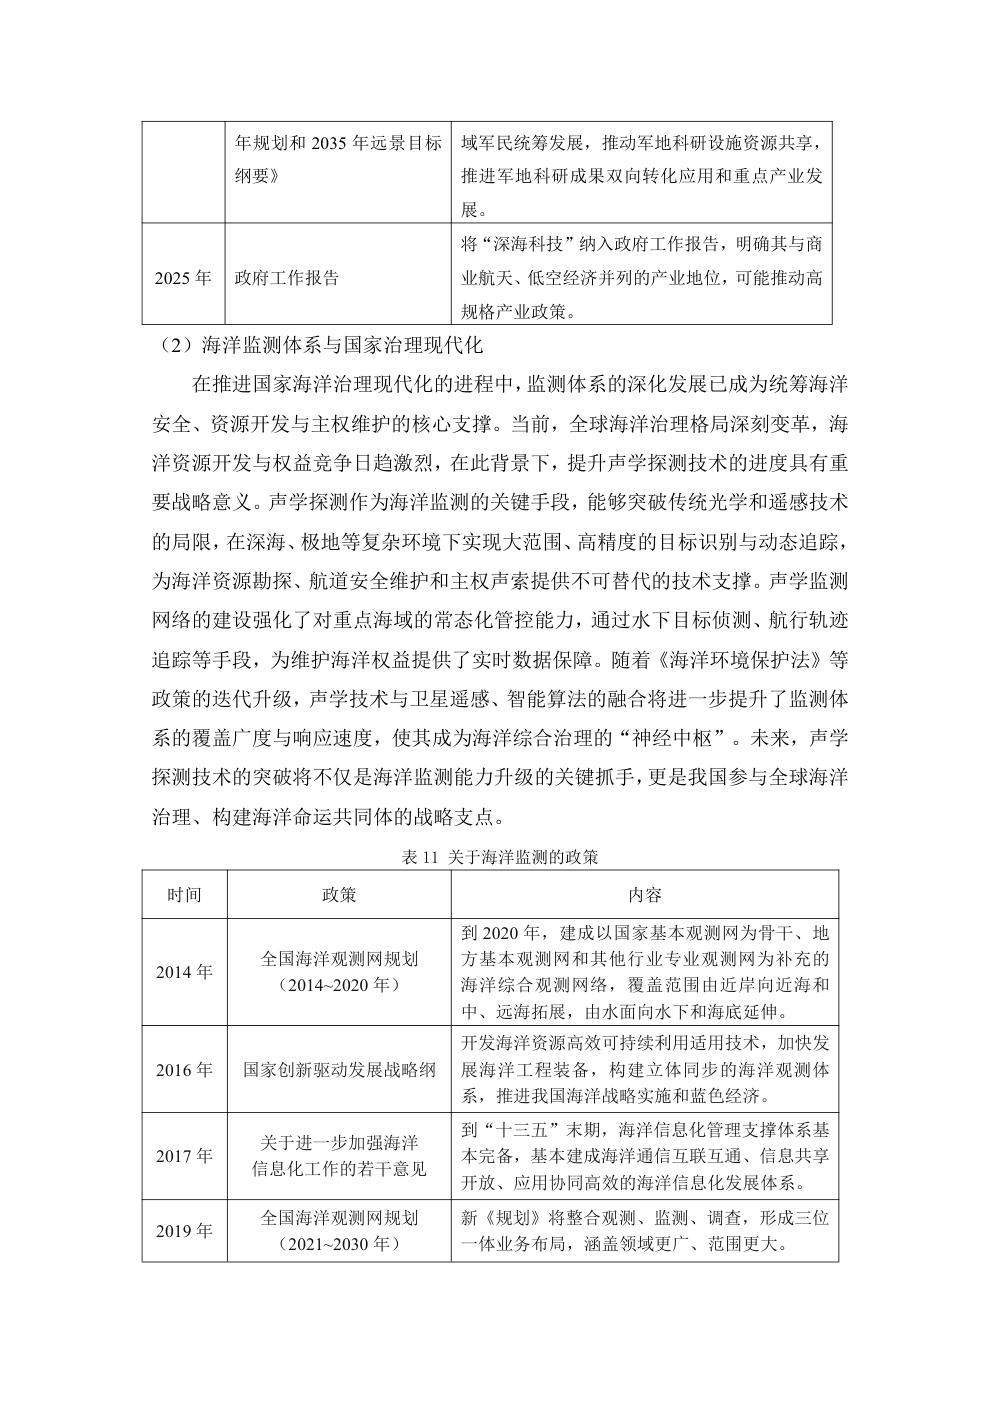 年规划和 2035 年远景目标
纲要》
域军民统筹发展，推动军地科研设施资源共享，
推进军地科研成果双向转化应用和重点产业发
展。
2025 年
政府工作报告
将“深海科技”纳入政府工作报告，明确其与商
业航天、低空经济并列的产业地位，可能推动高
规格产业政策。
（2）海洋监测体系与国家治理现代化
在推进国家海洋治理现代化的进程中，监测体系的深化发展已成为统筹海洋
安全、资源开发与主权维护的核心支撑。当前，全球海洋治理格局深刻变革，海
洋资源开发与权益竞争日趋激烈，在此背景下，提升声学探测技术的进度具有重
要战略意义。声学探测作为海洋监测的关键手段，能够突破传统光学和遥感技术
的局限，在深海、极地等复杂环境下实现大范围、高精度的目标识别与动态追踪，
为海洋资源勘探、航道安全维护和主权声索提供不可替代的技术支撑。声学监测
网络的建设强化了对重点海域的常态化管控能力，通过水下目标侦测、航行轨迹
追踪等手段，为维护海洋权益提供了实时数据保障。随着《海洋环境保护法》等
政策的迭代升级，声学技术与卫星遥感、智能算法的融合将进一步提升了监测体
系的覆盖广度与响应速度，使其成为海洋综合治理的“神经中枢”。未来，声学
探测技术的突破将不仅是海洋监测能力升级的关键抓手，更是我国参与全球海洋
治理、构建海洋命运共同体的战略支点。
表 11 关于海洋监测的政策
时间
政策
内容
2014 年
全国海洋观测网规划
（2014~2020 年）
到 2020 年，建成以国家基本观测网为骨干、地
方基本观测网和其他行业专业观测网为补充的
海洋综合观测网络，覆盖范围由近岸向近海和
中、远海拓展，由水面向水下和海底延伸。
2016 年
国家创新驱动发展战略纲
开发海洋资源高效可持续利用适用技术，加快发
展海洋工程装备，构建立体同步的海洋观测体
系，推进我国海洋战略实施和蓝色经济。
2017 年
关于进一步加强海洋
信息化工作的若干意见
到“十三五”末期，海洋信息化管理支撑体系基
本完备，基本建成海洋通信互联互通、信息共享
开放、应用协同高效的海洋信息化发展体系。
2019 年
全国海洋观测网规划
（2021~2030 年）
新《规划》将整合观测、监测、调查，形成三位
一体业务布局，涵盖领域更广、范围更大。